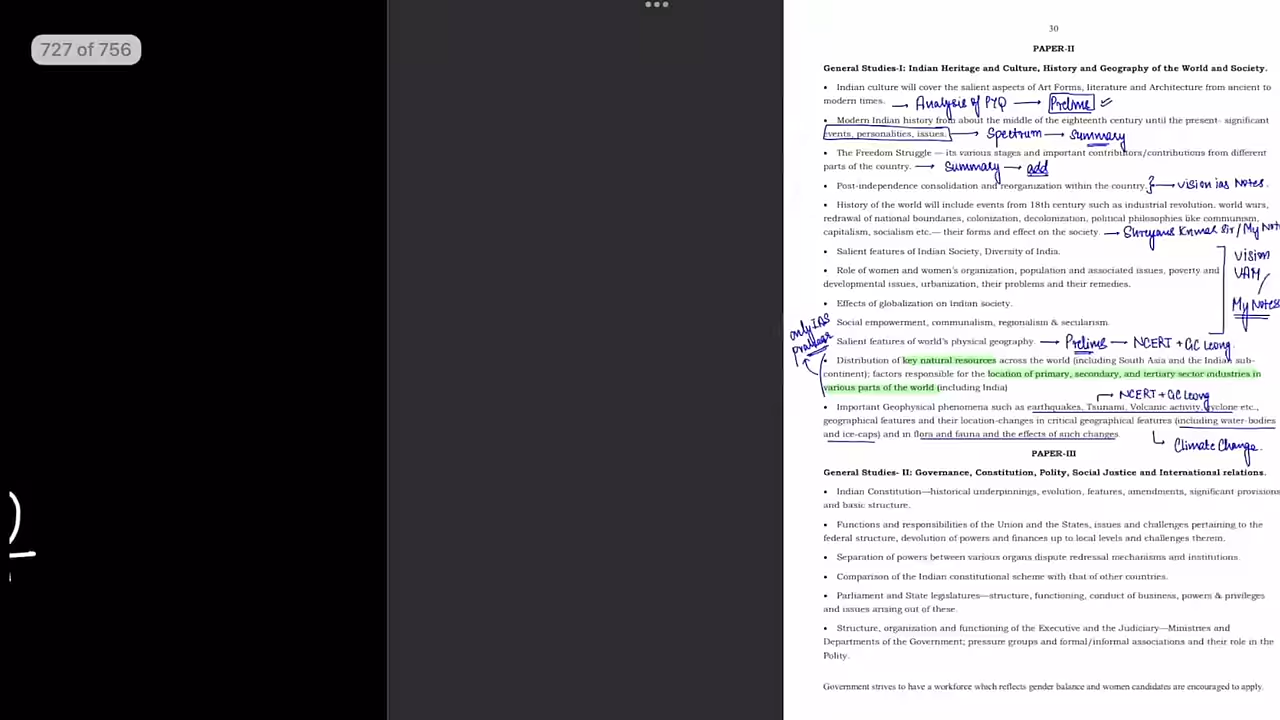 727 of 756
30
PAPER-II
General Studies-I: Indian Heritage and Culture, History and Geography of the World and Society.
• Indian culture will cover the salient aspects of Art Forms, literature and Architecture from ancient to
modern times. → Analysis of PYQ → Prelims
• Modern Indian history from about the middle of the eighteenth century until the present- significant
events, personalities, issues. → Spectrum → Summary
• The Freedom Struggle — its various stages and important contributors/contributions from different
parts of the country. → Summary → add
• Post-independence consolidation and reorganization within the country. } → vision ias Notes.
• History of the world will include events from 18th century such as industrial revolution, world wars,
redrawal of national boundaries, colonization, decolonization, political philosophies like communism,
capitalism, socialism etc.— their forms and effect on the society. → Sir/My
• Salient features of Indian Society, Diversity of India.
vision
• Role of women and women's organization, population and associated issues, poverty and
VAM /
developmental issues, urbanization, their problems and their remedies.
• Effects of globalization on Indian society.
My Notes
Social empowerment, communalism, regionalism & secularism.
only IAS
Salient features of world's physical geography. → Prelims → NCERT + GC Leong.
• Distribution of key natural resources across the world (including South Asia and the Indian sub-
continent); factors responsible for the location of primary, secondary, and tertiary sector industries in
various parts of the world (including India)
NCERT + GC Leong
• Important Geophysical phenomena such as earthquakes, Tsunami, Volcanic activity, cyclone etc.,
geographical features and their location-changes in critical geographical features (including water-bodies
and ice-caps) and in flora and fauna and the effects of such changes.
Climate Change.
PAPER-III
General Studies- II: Governance, Constitution, Polity, Social Justice and International relations.
• Indian Constitution—historical underpinnings, evolution, features, amendments, significant provisions
and basic structure.
• Functions and responsibilities of the Union and the States, issues and challenges pertaining to the
federal structure, devolution of powers and finances up to local levels and challenges therein.
• Separation of powers between various organs dispute redressal mechanisms and institutions.
• Comparison of the Indian constitutional scheme with that of other countries.
• Parliament and State legislatures—structure, functioning, conduct of business, powers & privileges
and issues arising out of these.
• Structure, organization and functioning of the Executive and the Judiciary—Ministries and
Departments of the Government; pressure groups and formal/informal associations and their role in the
Polity.
Government strives to have a workforce which reflects gender balance and women candidates are encouraged to apply.